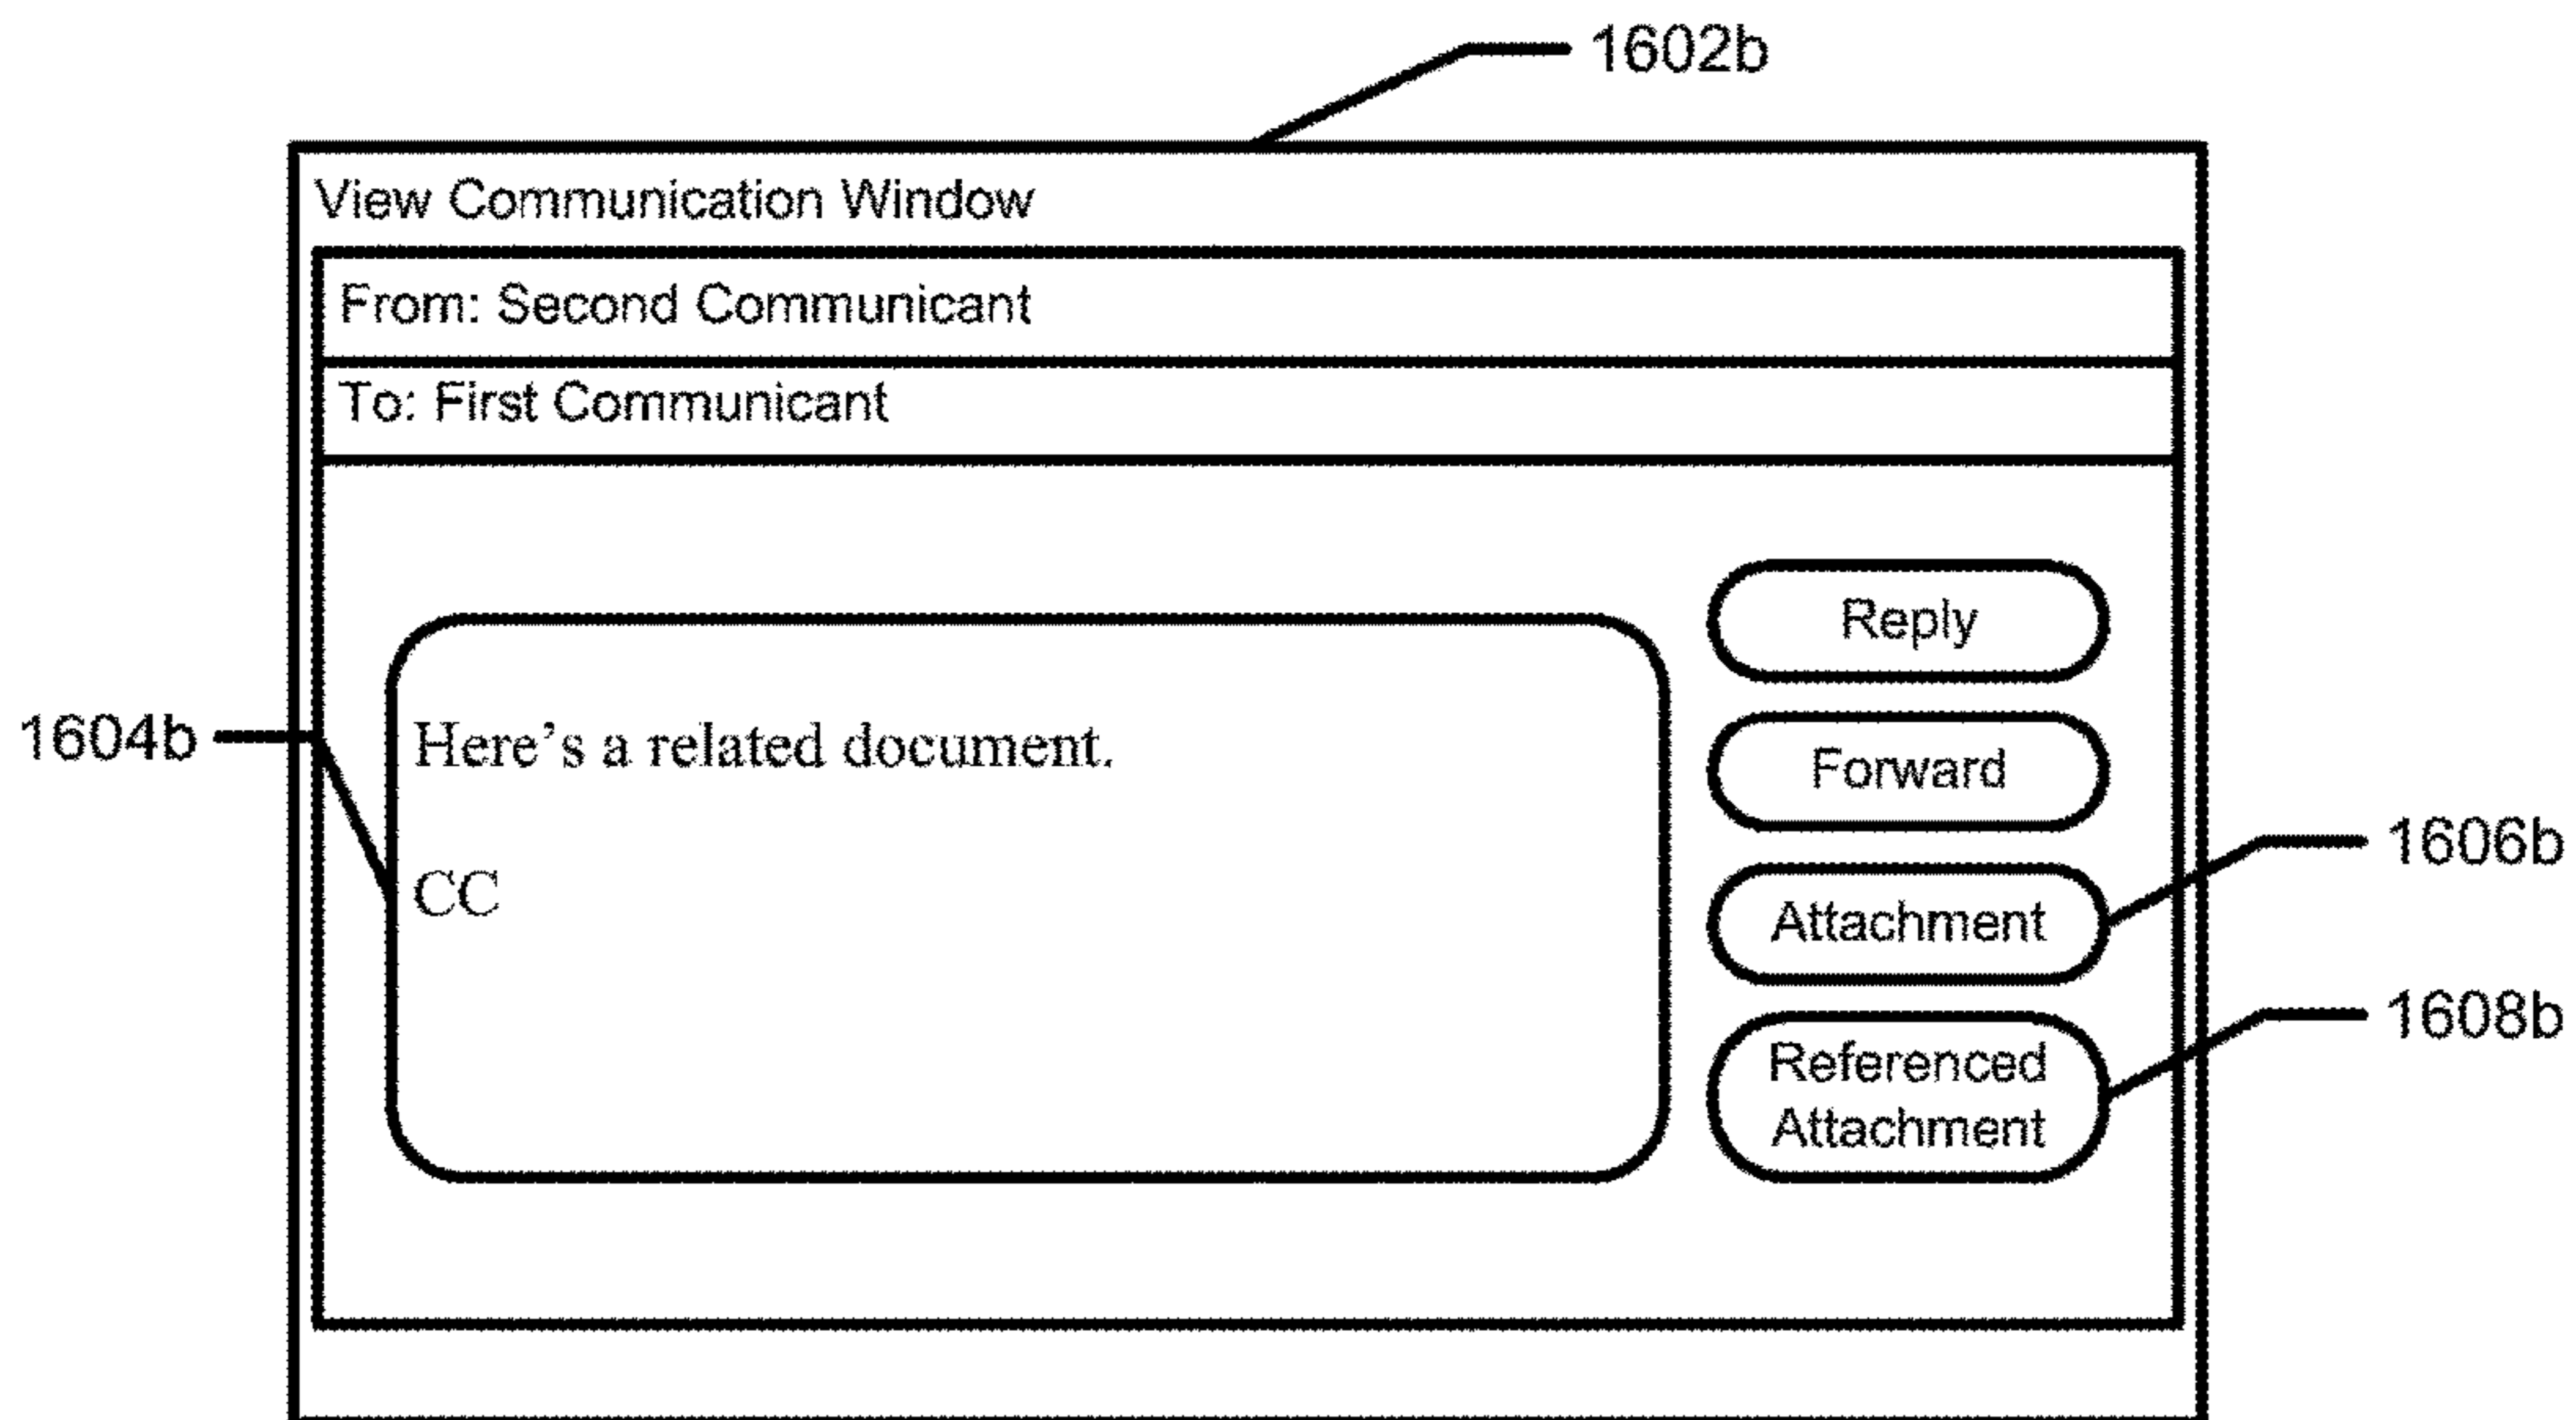 1602b
View Communication Window
From: Second Communicant
To: First Communicant
Reply
Forward
1604b
Here’s a related document.
CC
Attachment
1606b
Referenced
Attachment
1608b